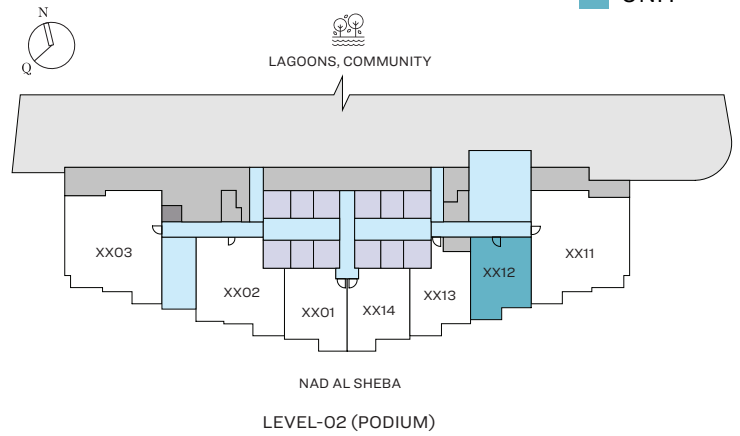 N
Q
LAGOONS, COMMUNITY
XX03
XX02
XX01
XX14
XX13
XX12
XX11
NAD AL SHEBA
LEVEL-02 (PODIUM)